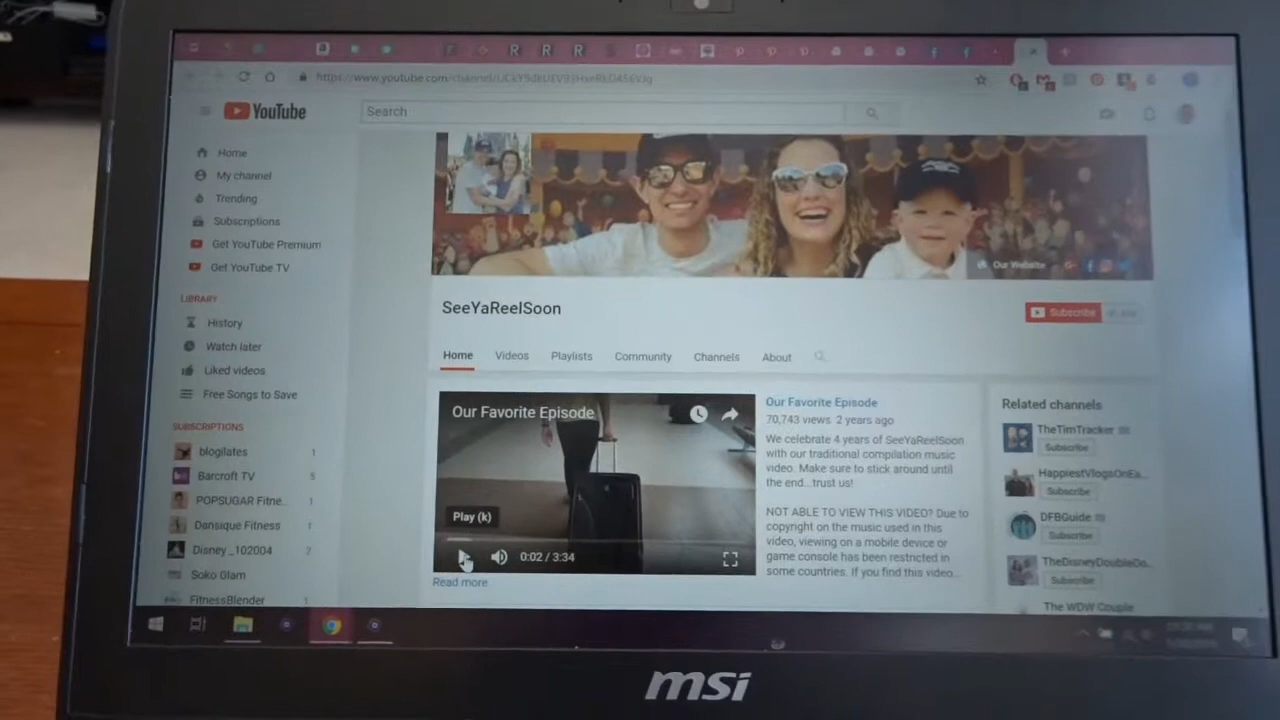 R R R
YouTube
Search
Home
My channel
Trending
Subscriptions
Get YouTube Premium
Get YouTube TV
LIBRARY
History
Watch later
Liked videos
Free Songs to Save
SUBSCRIPTIONS
blogilates 1
Barcroft TV 5
POPSUGAR Fitne... 1
Dansique Fitness 1
Disney_102004 7
Soko Glam
FitnessBlender 1
Our Website
SeeYaReelSoon
Subscribe
Home Videos Playlists Community Channels About
Our Favorite Episode
Play (k)
0:02 / 3:34
Our Favorite Episode
70,743 views 2 years ago
We celebrate 4 years of SeeYaReelSoon
with our traditional compilation music
video. Make sure to stick around until
the end...trust us!
NOT ABLE TO VIEW THIS VIDEO? Due to
copyright on the music used in this
video, viewing on a mobile device or
game console has been restricted in
some countries. If you find this video...
Read more
Related channels
TheTimTracker
Subscribe
HappiestVlogsOnEa...
Subscribe
DFBGuide
Subscribe
TheDisneyDoubleDo...
Subscribe
The WDW Couple
msi